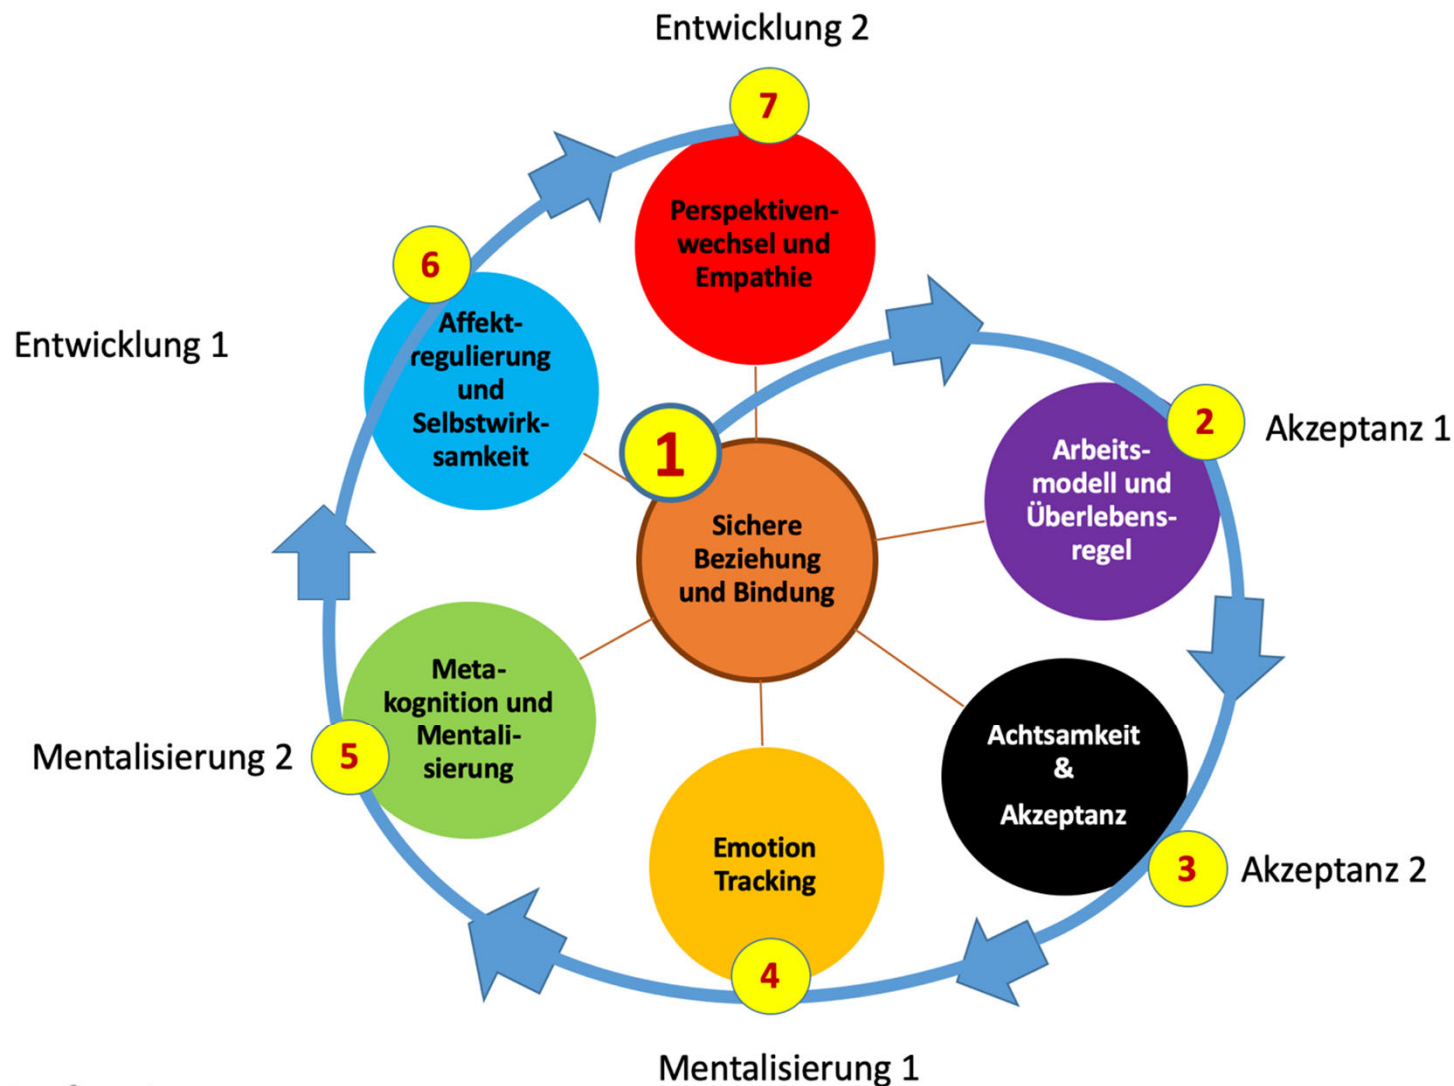 Entwicklung 2
7
Perspektiven-
wechsel und
Empathie
6
Affekt-
regulierung
und
Selbstwirk-
samkeit
Entwicklung 1
1
Sichere
Beziehung
und Bindung
2
Akzeptanz 1
Arbeits-
modell und
Überlebens-
regel
Achtsamkeit
&
Akzeptanz
3
Akzeptanz 2
Emotion
Tracking
4
Mentalisierung 1
Meta-
kognition und
Mentali-
sierung
5
Mentalisierung 2